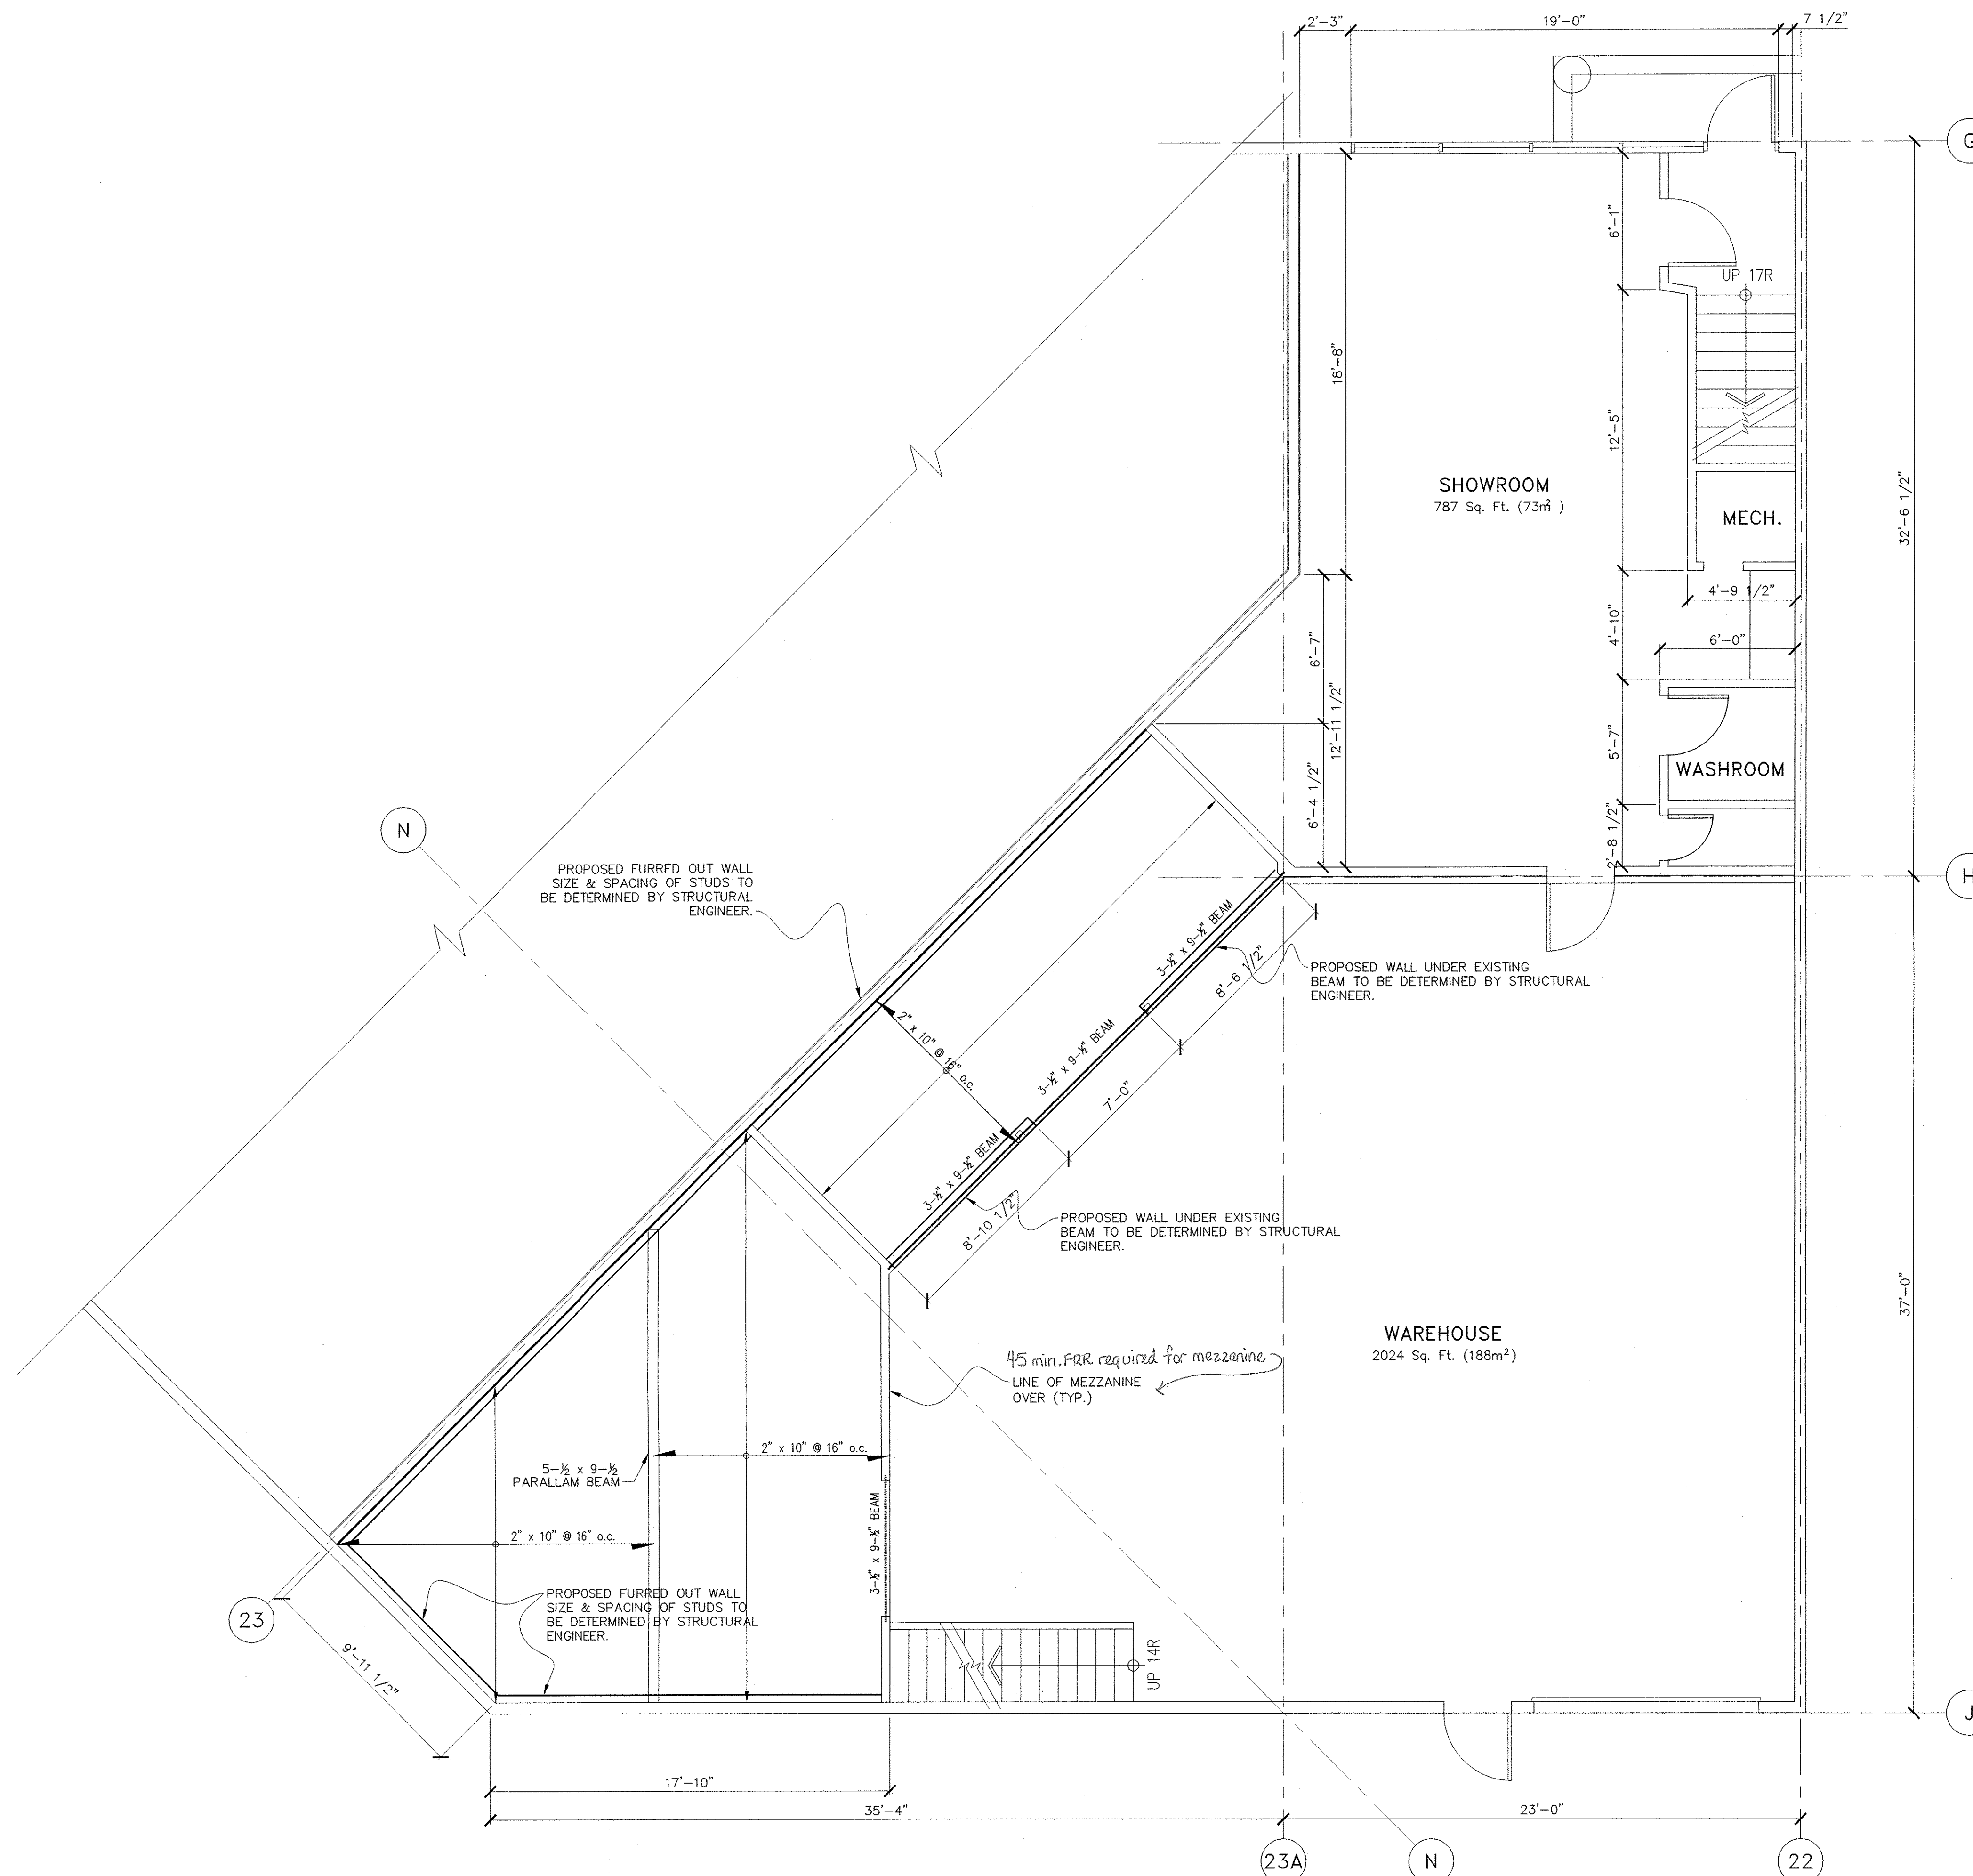 2'-3"
19'-0"
7 1/2"
G
6'-1"
UP 17R
18'-8"
12'-5"
SHOWROOM
787 Sq. Ft. (73m² )
MECH.
32'-6 1/2"
4'-9 1/2"
4'-10"
6'-0"
6'-7"
12'-11 1/2"
5'-7"
WASHROOM
6'-4 1/2"
2'-8 1/2"
N
H
PROPOSED FURRED OUT WALL
SIZE & SPACING OF STUDS TO
BE DETERMINED BY STRUCTURAL
ENGINEER.
3-½" x 9-½" BEAM
8'-6 1/2"
PROPOSED WALL UNDER EXISTING
BEAM TO BE DETERMINED BY STRUCTURAL
ENGINEER.
2" x 10" @ 16" o.c.
3-½" x 9-½" BEAM
7'-0"
3-½" x 9-½" BEAM
8'-10 1/2"
PROPOSED WALL UNDER EXISTING
BEAM TO BE DETERMINED BY STRUCTURAL
ENGINEER.
37'-0"
WAREHOUSE
2024 Sq. Ft. (188m²)
45 min. FRR required for mezzanine
LINE OF MEZZANINE
OVER (TYP.)
2" x 10" @ 16" o.c.
5-½ x 9-½
PARALLAM BEAM
3-½" x 9-½" BEAM
2" x 10" @ 16" o.c.
PROPOSED FURRED OUT WALL
SIZE & SPACING OF STUDS TO
BE DETERMINED BY STRUCTURAL
ENGINEER.
23
9'-11 1/2"
UP 14R
J
17'-10"
35'-4"
23'-0"
23A
N
22